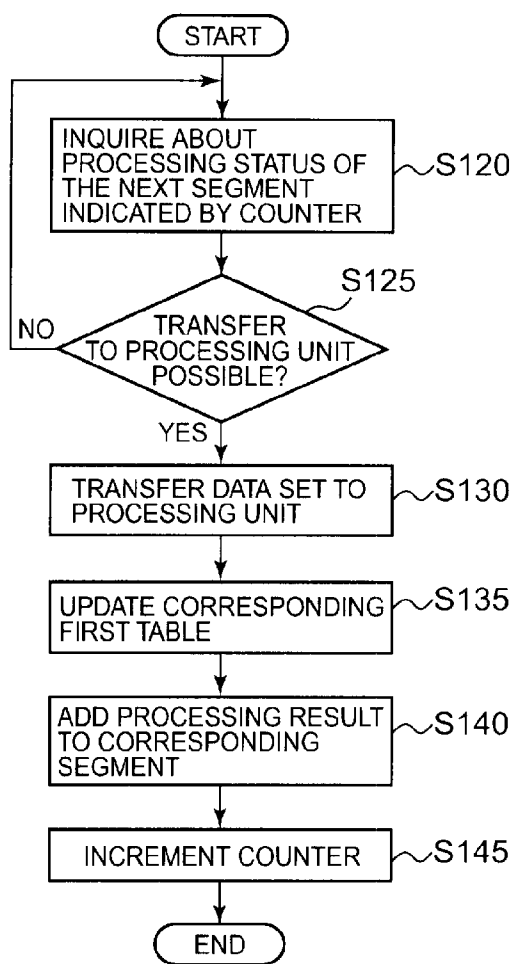 START
INQUIRE ABOUT
PROCESSING STATUS OF
THE NEXT SEGMENT
INDICATED BY COUNTER
S120
S125
TRANSFER
TO PROCESSING UNIT
POSSIBLE?
NO
YES
TRANSFER DATA SET TO
PROCESSING UNIT
S130
UPDATE CORRESPONDING
FIRST TABLE
S135
ADD PROCESSING RESULT
TO CORRESPONDING
SEGMENT
S140
INCREMENT COUNTER
S145
END